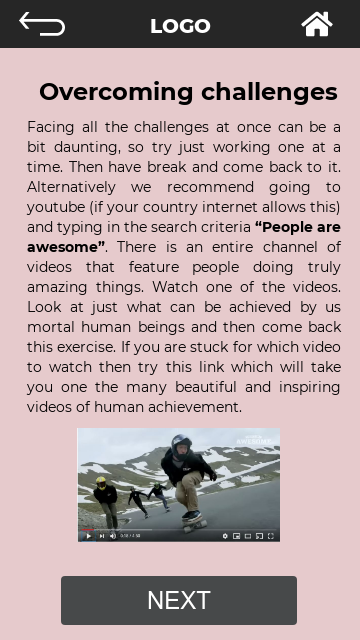 LOGO
Overcoming challenges
Facing all the challenges at once can be a
bit daunting, so try just working one at a
time. Then have break and come back to it.
Alternatively we recommend going to
youtube (if your country internet allows this)
and typing in the search criteria “People are
awesome”. There is an entire channel of
videos that feature people doing truly
amazing things. Watch one of the videos.
Look at just what can be achieved by us
mortal human beings and then come back
this exercise. If you are stuck for which video
to watch then try this link which will take
you one the many beautiful and inspiring
videos of human achievement.
NEXT